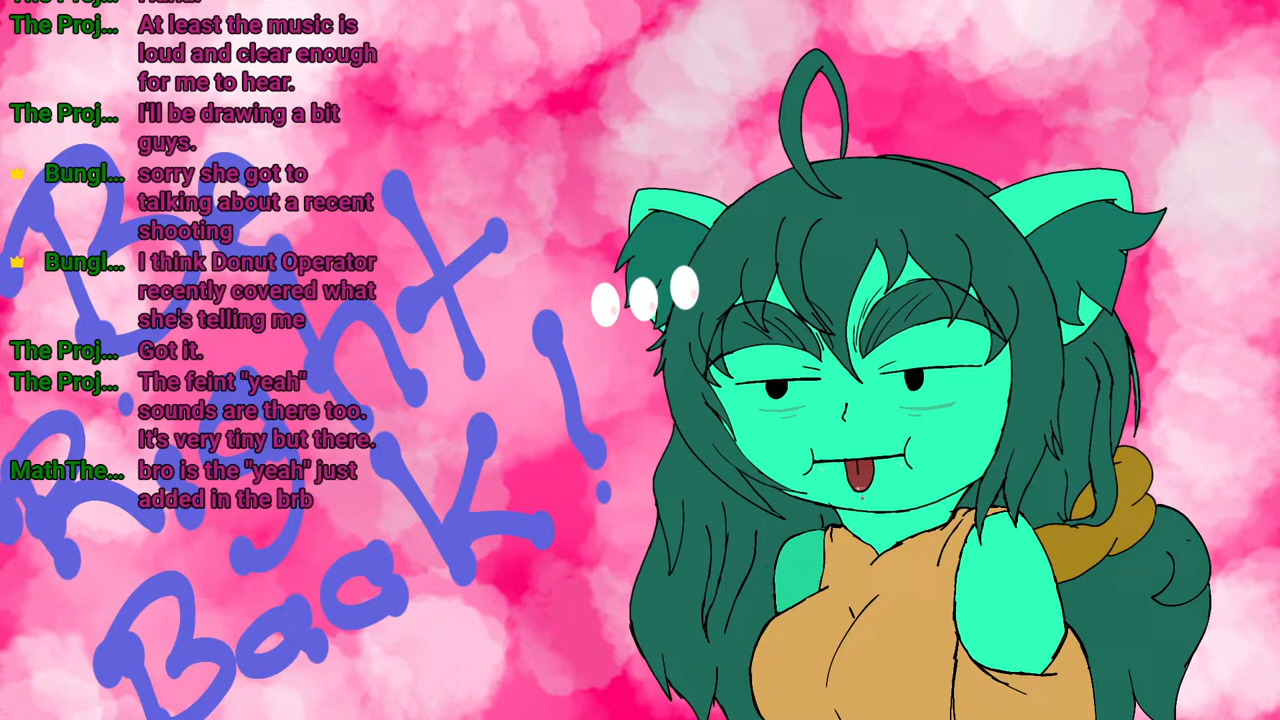 The Proj... At least the music is
loud and clear enough
for me to hear.
The Proj... I'll be drawing a bit
guys.
Bungl... sorry she got to
talking about a recent
shooting
Bungl... I think Donut Operator
recently covered what
she's telling me
The Proj... Got it.
The Proj... The feint "yeah"
sounds are there too.
It's very tiny but there.
MathThe... bro is the "yeah" just
added in the brb
Be
Right
Back!